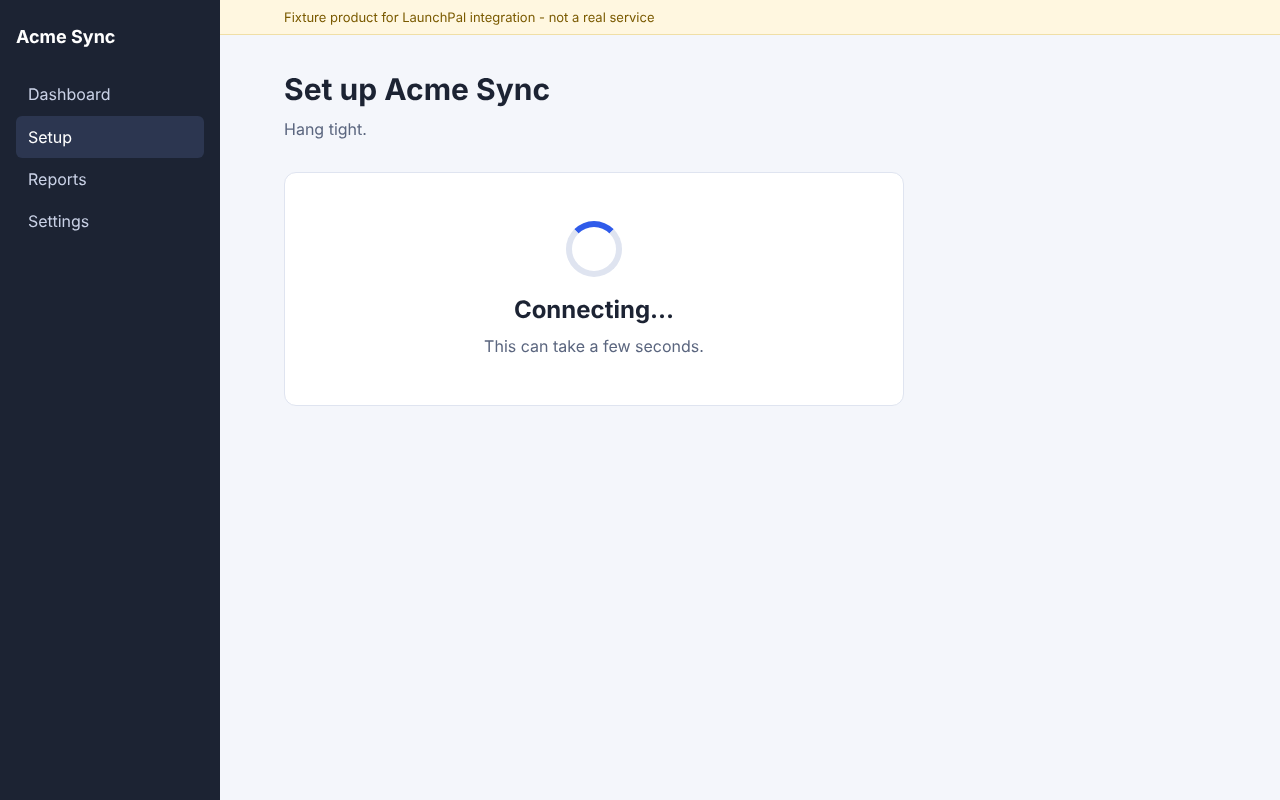 Acme Sync
Dashboard
Setup
Reports
Settings
Fixture product for LaunchPal integration - not a real service
Set up Acme Sync
Hang tight.
Connecting...
This can take a few seconds.